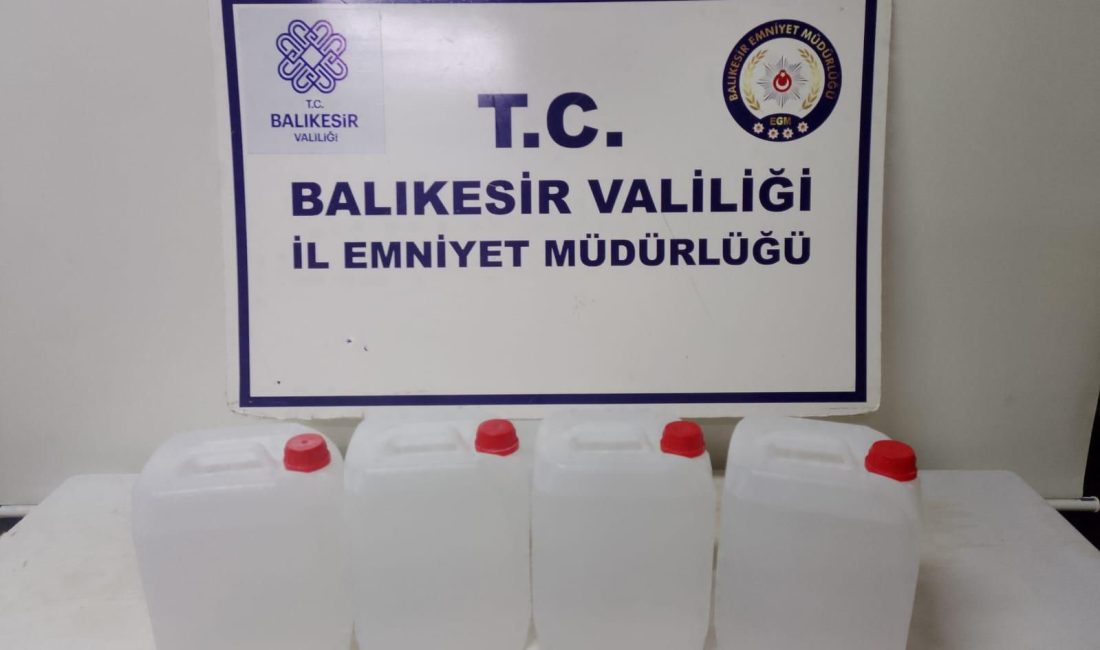 T.C.
BALIKESİR
VALİLİĞİ
BALIKESİR EMNİYET MÜDÜRLÜĞÜ
EGM
T.C.
BALIKESİR VALİLİĞİ
İL EMNİYET MÜDÜRLÜĞÜ